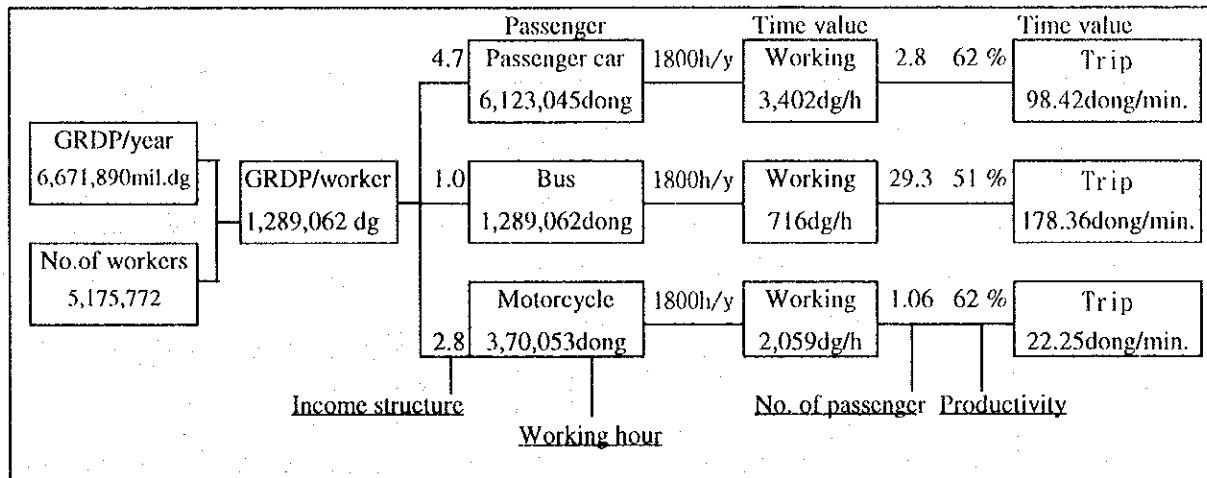 Passenger Time value Time value
4.7 Passenger car 1800h/y Working 2.8 62 % Trip
6,123,045dong 3,402dg/h 98.42dong/min.
GRDP/year
6,671,890mil.dg
GRDP/worker 1.0 Bus 1800h/y Working 29.3 51 % Trip
1,289,062 dg 1,289,062dong 716dg/h 178.36dong/min.
No.of workers
5,175,772
Motorcycle 1800h/y Working 1.06 62 % Trip
2.8 3,70,053dong 2,059dg/h 22.25dong/min.
Income structure No. of passenger Productivity
Working hour